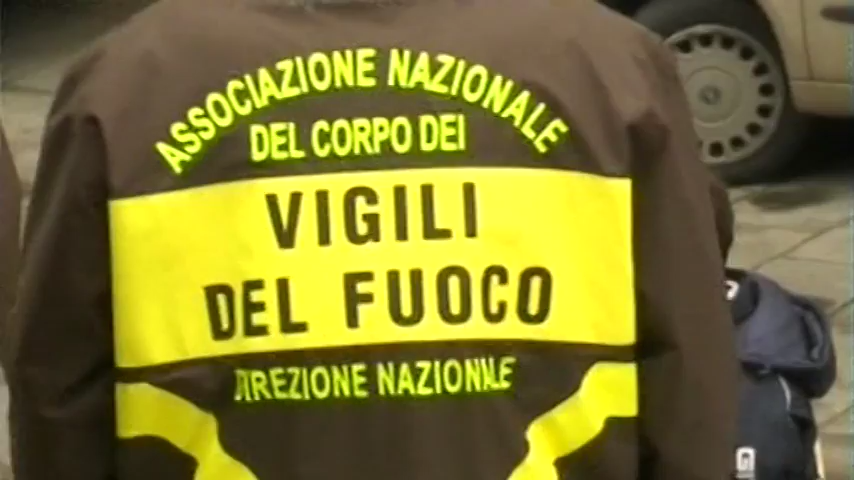 ASSOCIAZIONE NAZIONALE
DEL CORPO DEI
VIGILI
DEL FUOCO
DIREZIONE NAZIONALE